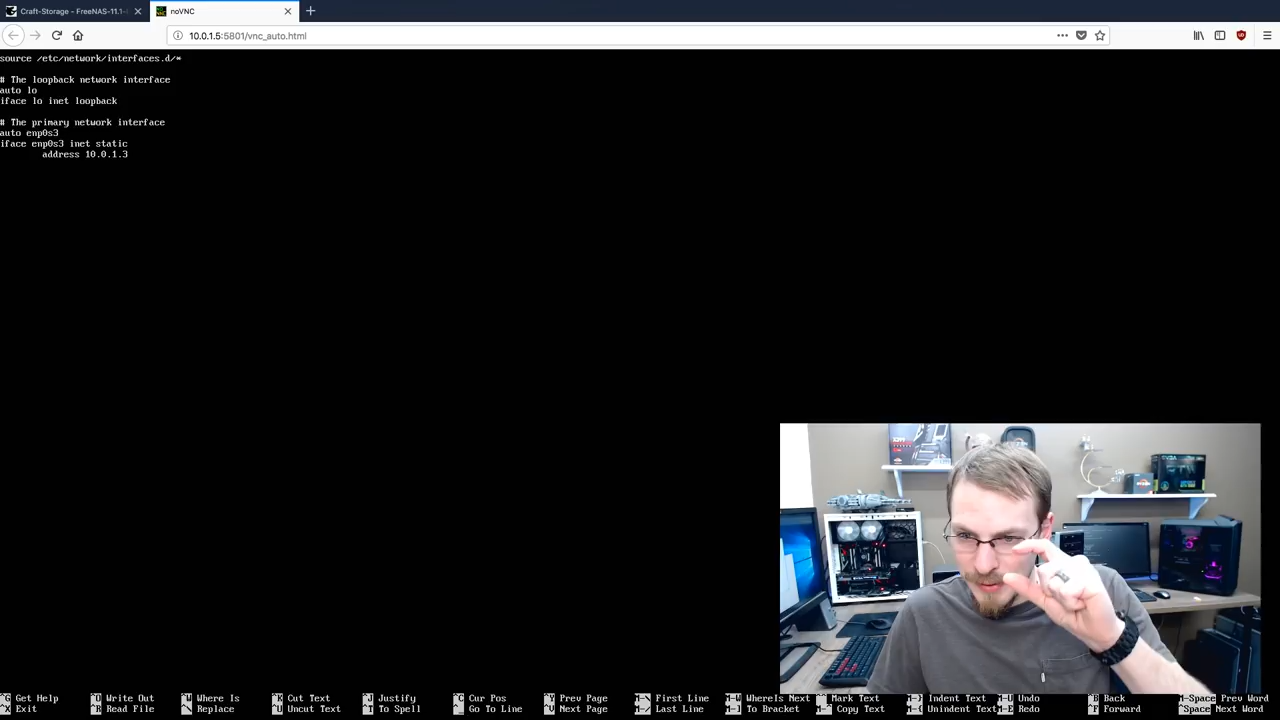 Craft-Storage - FreeNAS-11.1-
noVNC
10.0.1.5:5801/vnc_auto.html
source /etc/network/interfaces.d/*
# The loopback network interface
auto lo
iface lo inet loopback
# The primary network interface
auto enp0s3
iface enp0s3 inet static
address 10.0.1.3
^G Get Help ^O Write Out ^W Where Is ^K Cut Text ^J Justify ^C Cur Pos ^Y Prev Page M-\ First Line M-W WhereIs Next M-^ Mark Text M-} Indent Text M-U Undo ^B Back M-Space Prev Word
^X Exit ^R Read File ^\ Replace ^U Uncut Text ^T To Spell ^_ Go To Line ^V Next Page M-/ Last Line M-] To Bracket Copy Text M-{ Unindent Text M-E Redo ^F Forward ^Space Next Word